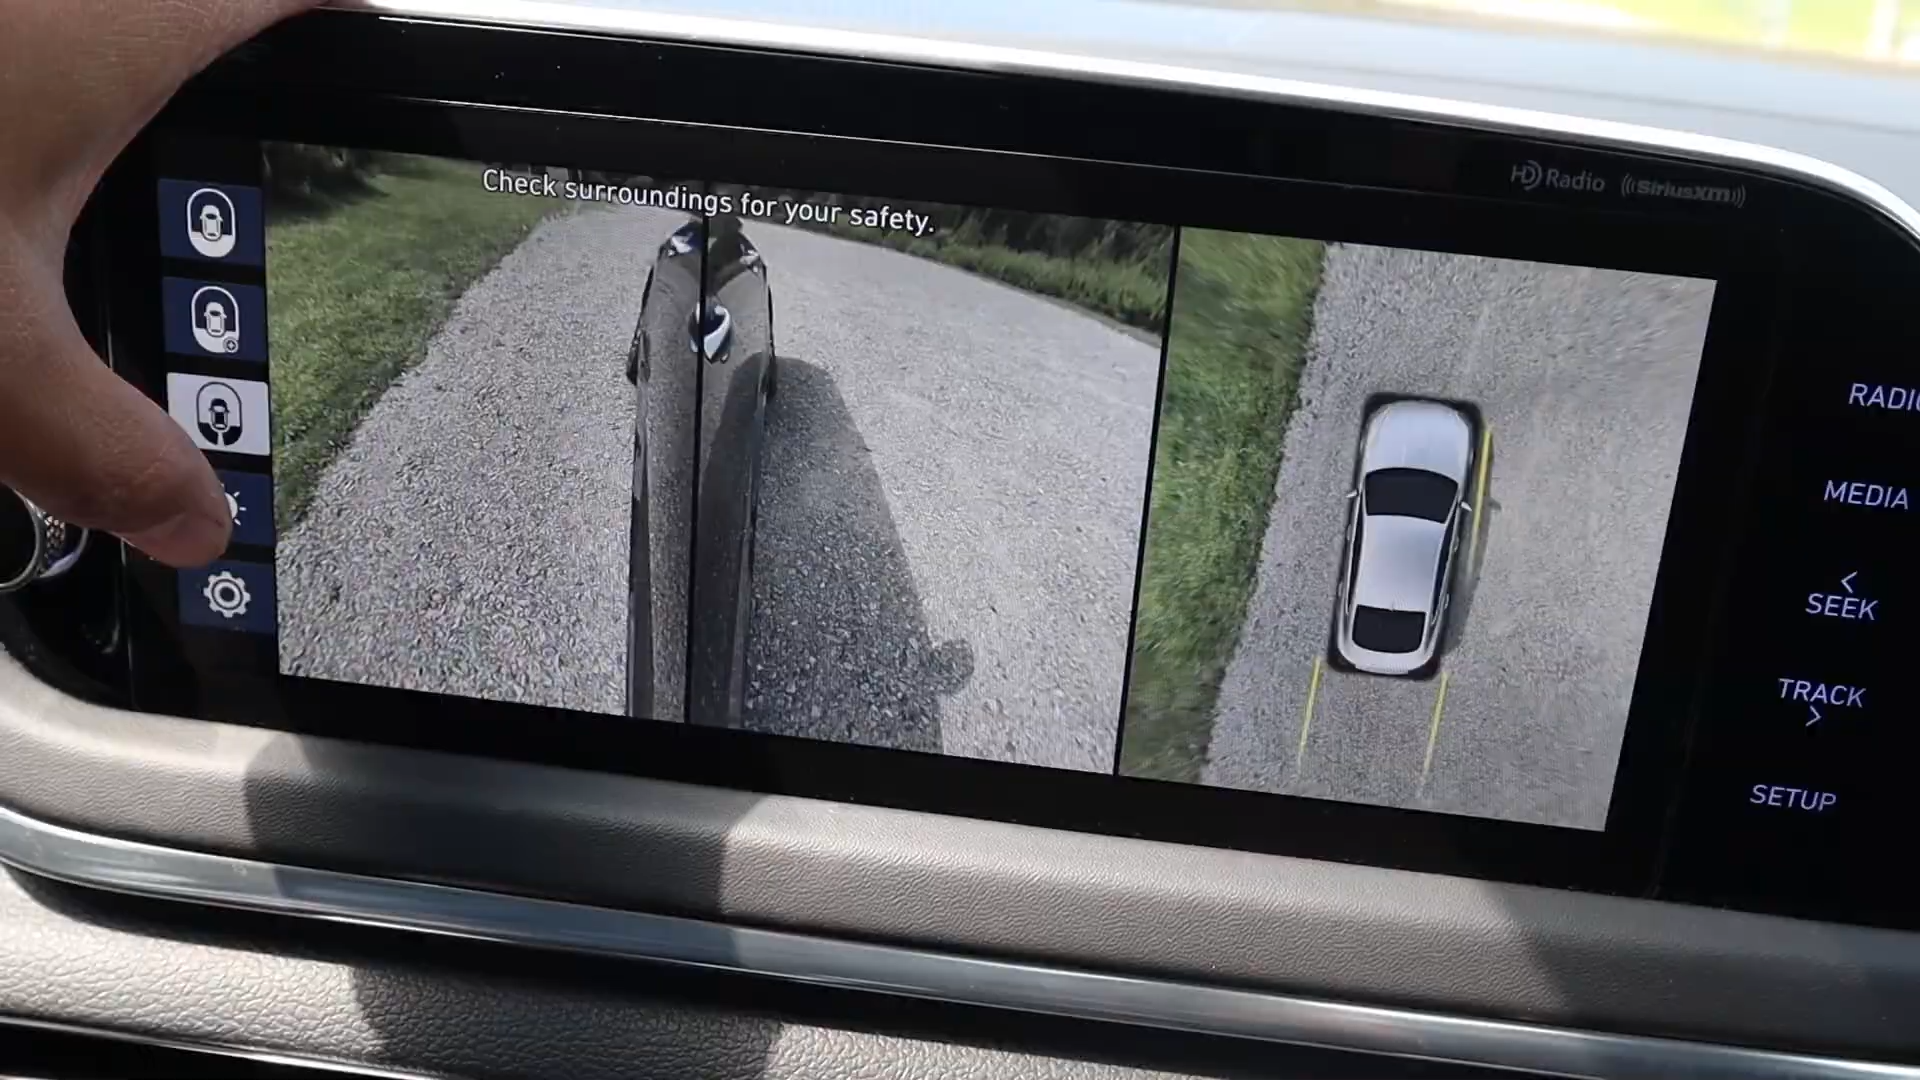 Check surroundings for your safety.
HD Radio
((SiriusXM))
RADIO
MEDIA
<
SEEK
TRACK
>
SETUP